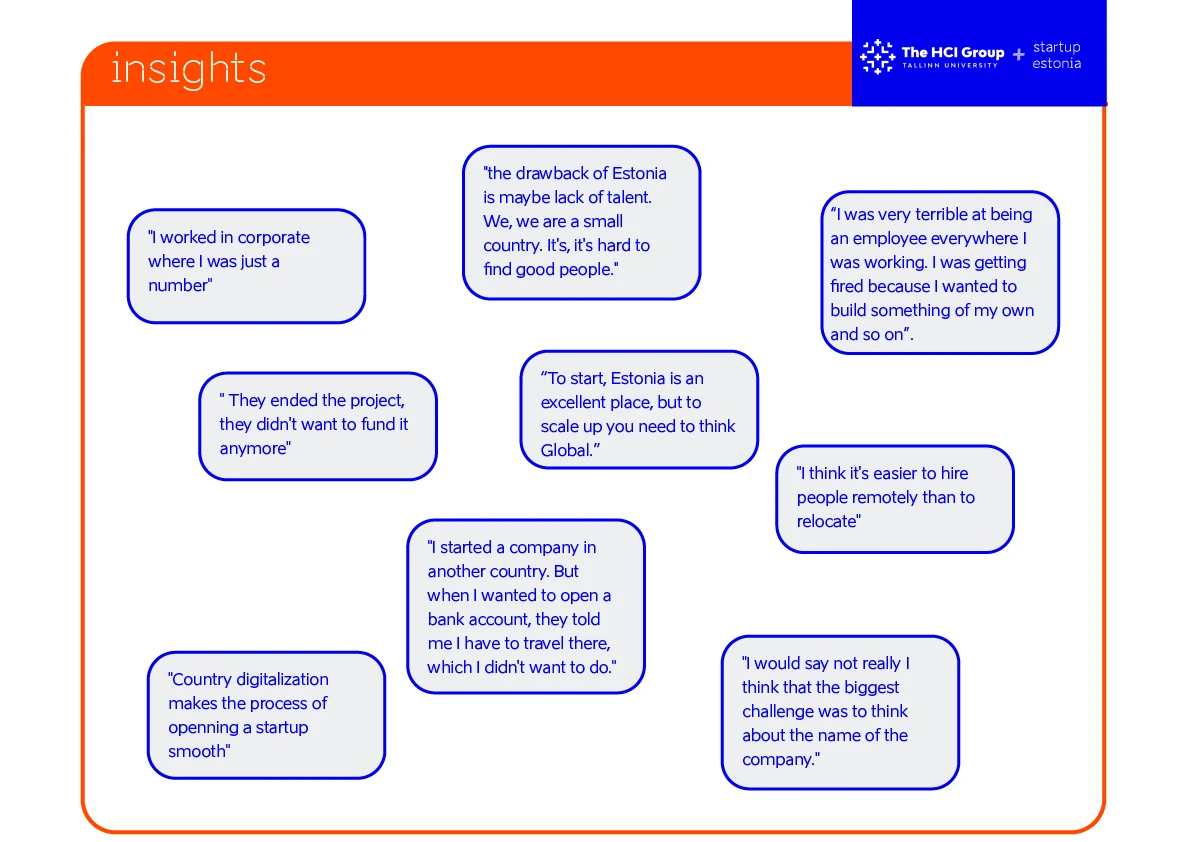 insights
The HCI Group
TALLINN UNIVERSITY
+
startup
estonia
"the drawback of Estonia
is maybe lack of talent.
We, we are a small
country. It's, it's hard to
find good people."
"I worked in corporate
where I was just a
number"
“I was very terrible at being
an employee everywhere I
was working. I was getting
fired because I wanted to
build something of my own
and so on”.
" They ended the project,
they didn't want to fund it
anymore"
“To start, Estonia is an
excellent place, but to
scale up you need to think
Global.”
"I think it's easier to hire
people remotely than to
relocate"
"I started a company in
another country. But
when I wanted to open a
bank account, they told
me I have to travel there,
which I didn't want to do."
"Country digitalization
makes the process of
openning a startup
smooth"
"I would say not really I
think that the biggest
challenge was to think
about the name of the
company."